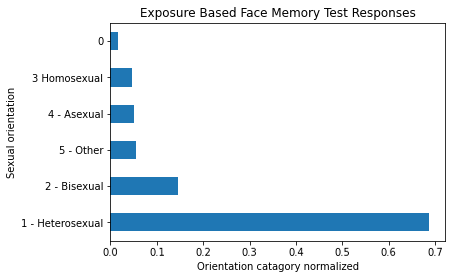 Exposure Based Face Memory Test Responses
Sexual orientation
0
3 Homosexual
4 - Asexual
5 - Other
2 - Bisexual
1 - Heterosexual
0.0 0.1 0.2 0.3 0.4 0.5 0.6 0.7
Orientation catagory normalized